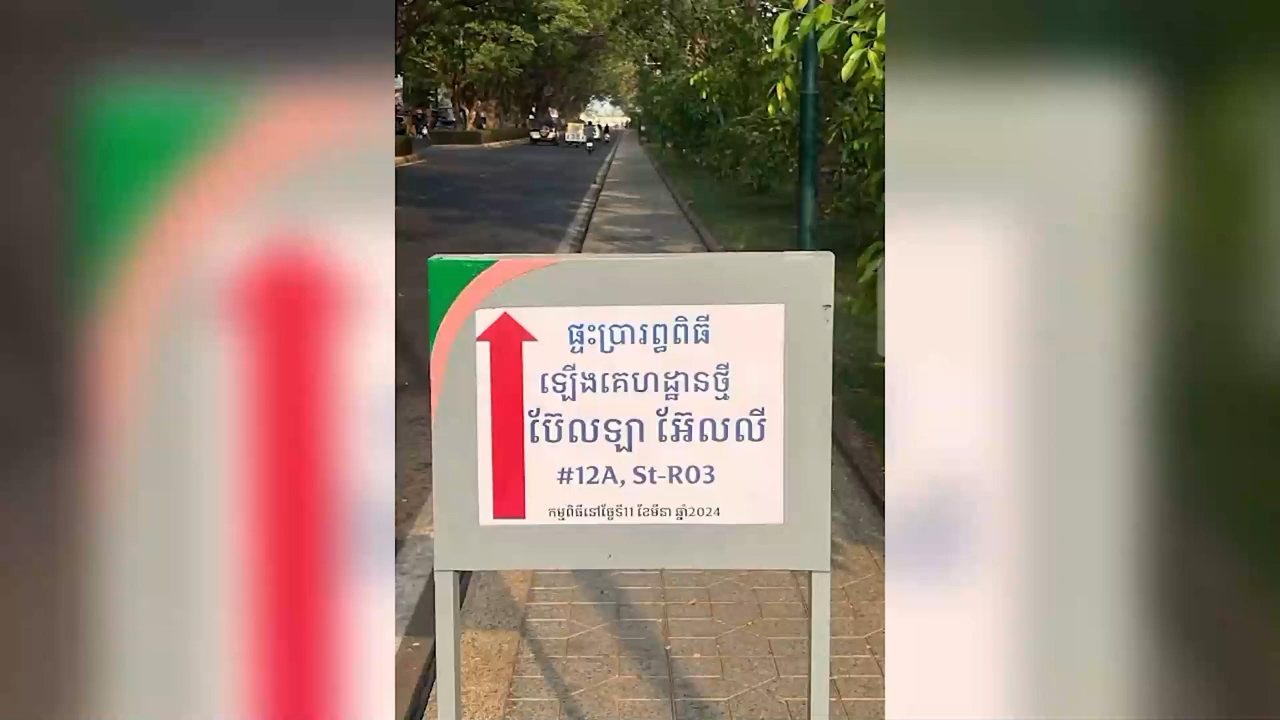 ផ្ទះប្រារព្ធពិធី
ឡើងគេហដ្ឋានថ្មី
ប៊ែលឡា អ៊ែលលី
#12A, St-R03
កម្មពិធីនៅថ្ងៃទី11 ខែមីនា ឆ្នាំ2024